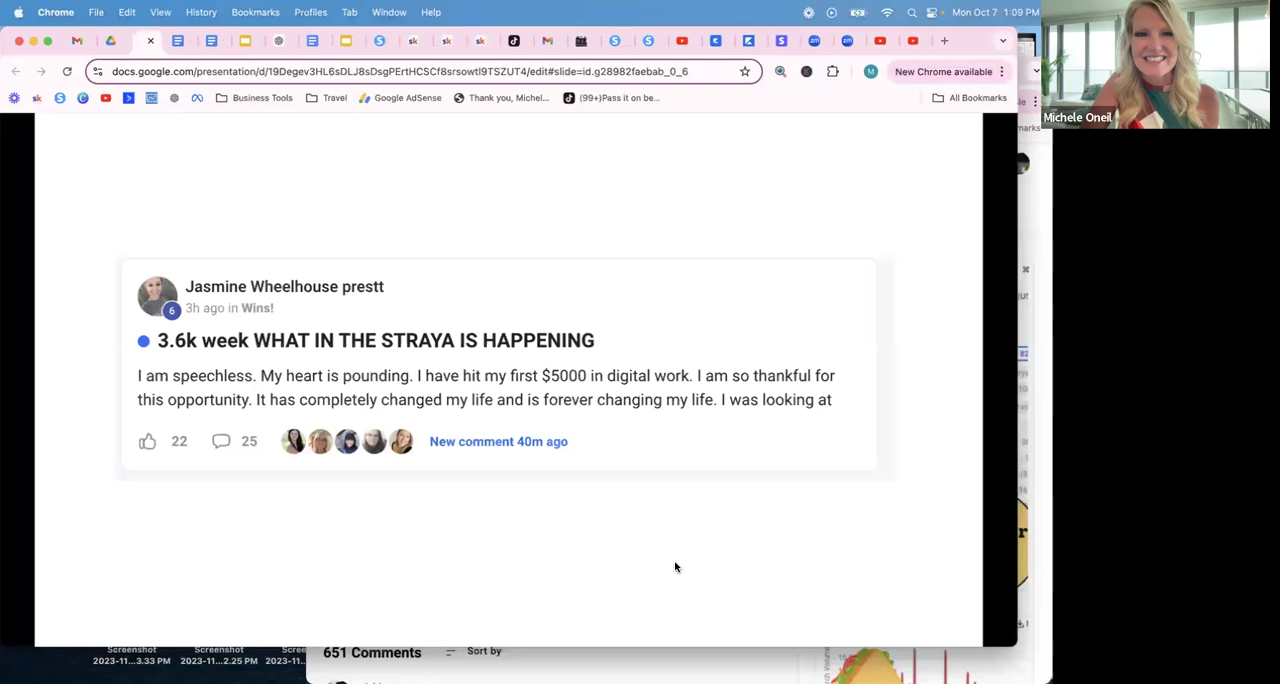 Chrome File Edit View History Bookmarks Profiles Tab Window Help
Mon Oct 7 1:09 PM
docs.google.com/presentation/d/19Degev3HL6sDLJ8sDsgPErtHCSCf8srsowtl9TSZUT4/edit#slide=id.g28982faebab_0_6
New Chrome available
Business Tools Travel Google AdSense Thank you, Michel... (99+)Pass it on be... All Bookmarks
Michele Oneil
marks
Jasmine Wheelhouse prestt
6
3h ago in Wins!
3.6k week WHAT IN THE STRAYA IS HAPPENING
I am speechless. My heart is pounding. I have hit my first $5000 in digital work. I am so thankful for
this opportunity. It has completely changed my life and is forever changing my life. I was looking at
22 25 New comment 40m ago
Screenshot Screenshot Scree
2023-11...3.33 PM 2023-11...2.25 PM 2023-11...
651 Comments Sort by